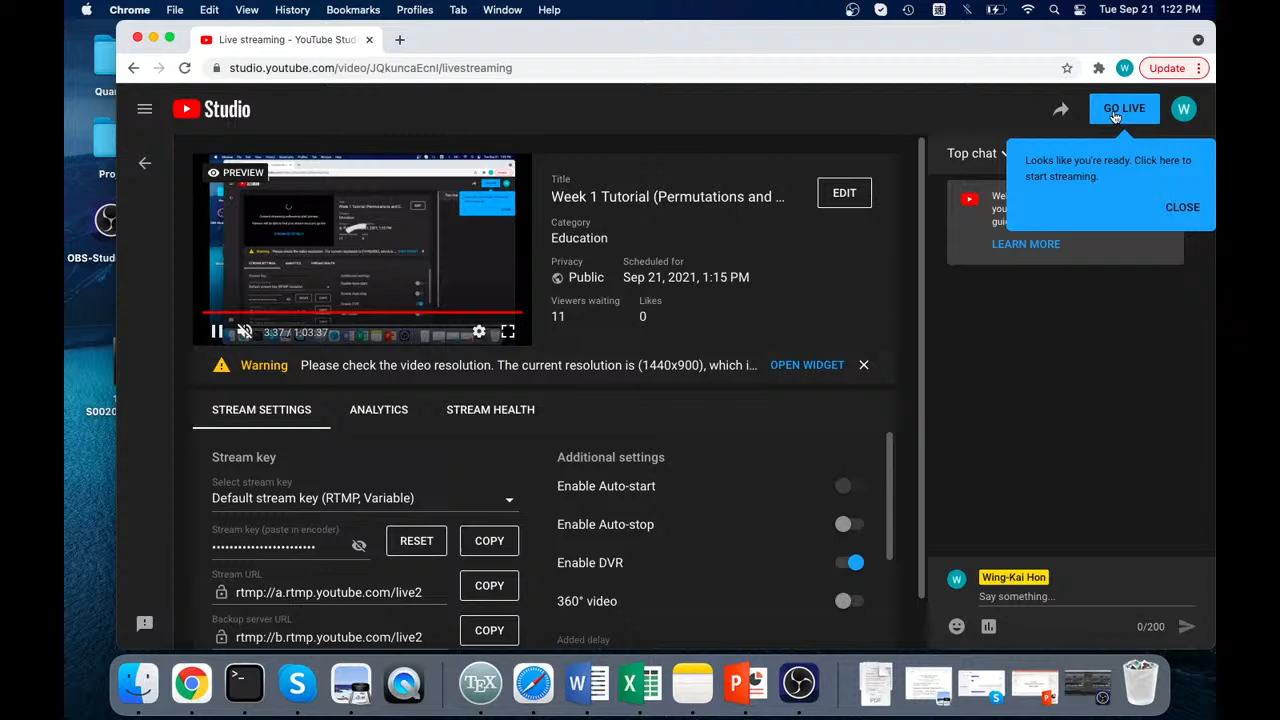 Chrome File Edit View History Bookmarks Profiles Tab Window Help Tue Sep 21 1:22 PM
Live streaming - YouTube Stud
studio.youtube.com/video/JQkuncaEcnI/livestreaming
Update
Qua
Studio
GO LIVE
W
PREVIEW
Title
Week 1 Tutorial (Permutations and ...
EDIT
Category
Education
Privacy
Public
Scheduled for
Sep 21, 2021, 1:15 PM
Viewers waiting
11
Likes
0
3:37 / 1:03:37
Top chat
Looks like you're ready. Click here to
start streaming.
CLOSE
We
you
gui
LEARN MORE
Pro
OBS-Studi
S0020
Warning Please check the video resolution. The current resolution is (1440x900), which i...
OPEN WIDGET
STREAM SETTINGS ANALYTICS STREAM HEALTH
Stream key
Select stream key
Default stream key (RTMP, Variable)
Stream key (paste in encoder)
RESET COPY
Stream URL
rtmp://a.rtmp.youtube.com/live2
COPY
Backup server URL
rtmp://b.rtmp.youtube.com/live2
COPY
Additional settings
Enable Auto-start
Enable Auto-stop
Enable DVR
360° video
Added delay
W
Wing-Kai Hon
Say something...
0/200